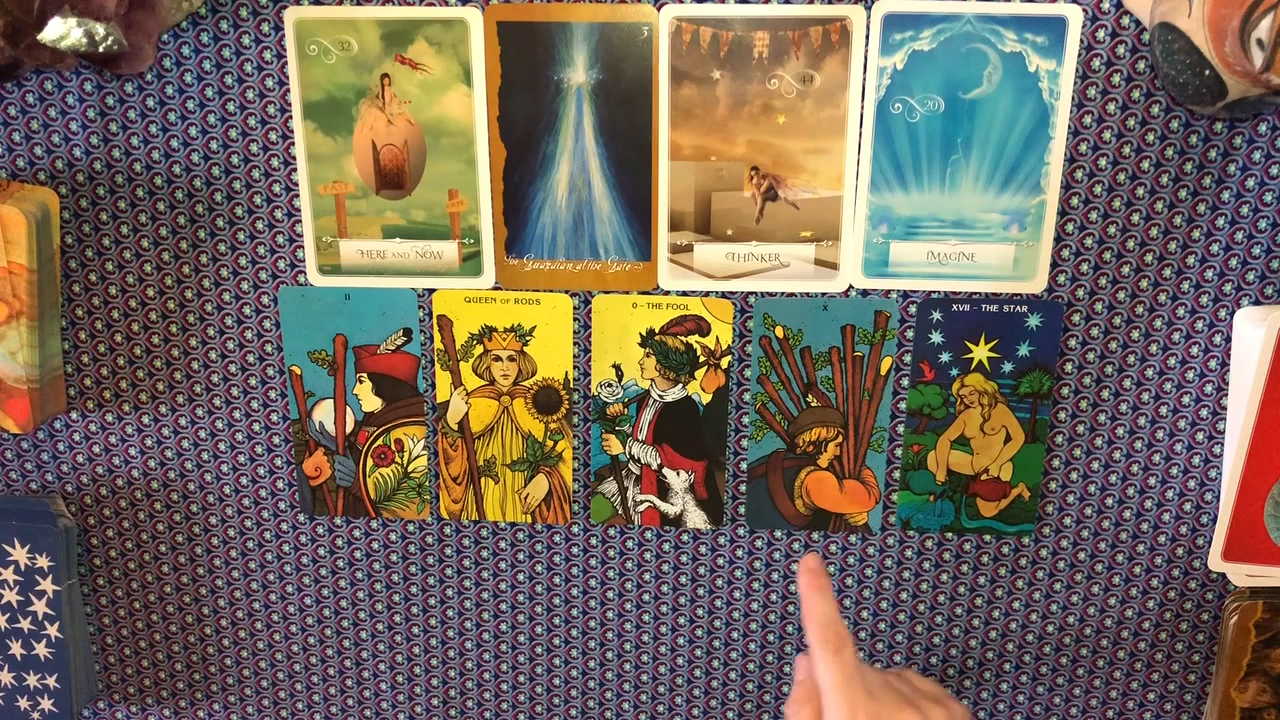 32
HERE AND NOW
PAST
3
The Guardian at the Gate
44
THINKER
20
IMAGINE
II
QUEEN OF RODS
0 – THE FOOL
X
XVII – THE STAR